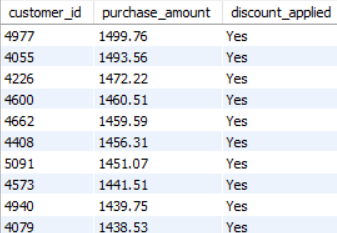 customer_id purchase_amount discount_applied
4977 1499.76 Yes
4055 1493.56 Yes
4226 1472.22 Yes
4600 1460.51 Yes
4662 1459.59 Yes
4408 1456.31 Yes
5091 1451.07 Yes
4573 1441.51 Yes
4940 1439.75 Yes
4079 1438.53 Yes